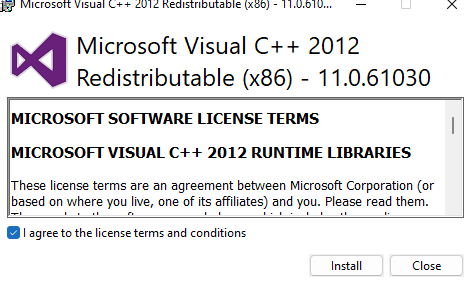 Microsoft Visual C++ 2012 Redistributable (x86) - 11.0.610...
Microsoft Visual C++ 2012
Redistributable (x86) - 11.0.61030
MICROSOFT SOFTWARE LICENSE TERMS
MICROSOFT VISUAL C++ 2012 RUNTIME LIBRARIES
These license terms are an agreement between Microsoft Corporation (or
based on where you live, one of its affiliates) and you. Please read them.
I agree to the license terms and conditions
Install
Close